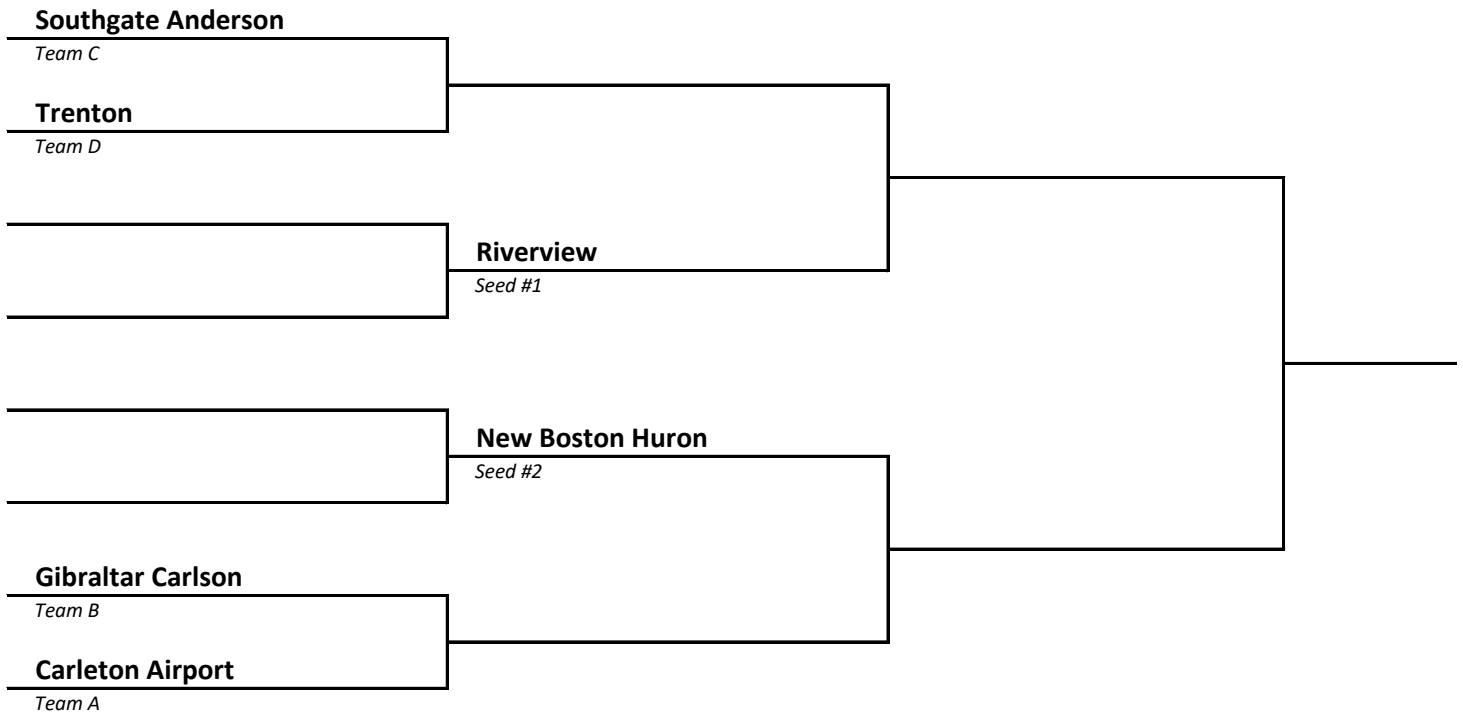 Southgate Anderson
Team C
Trenton
Team D
Riverview
Seed #1
New Boston Huron
Seed #2
Gibraltar Carlson
Team B
Carleton Airport
Team A